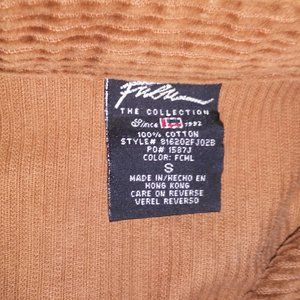 THE COLLECTION
Since 1992
100% COTTON
STYLE# 816202FJ02B
PO# 1587J
COLOR: FCML
S
MADE IN/HECHO EN
HONG KONG
CARE ON REVERSE
VEREL REVERSO